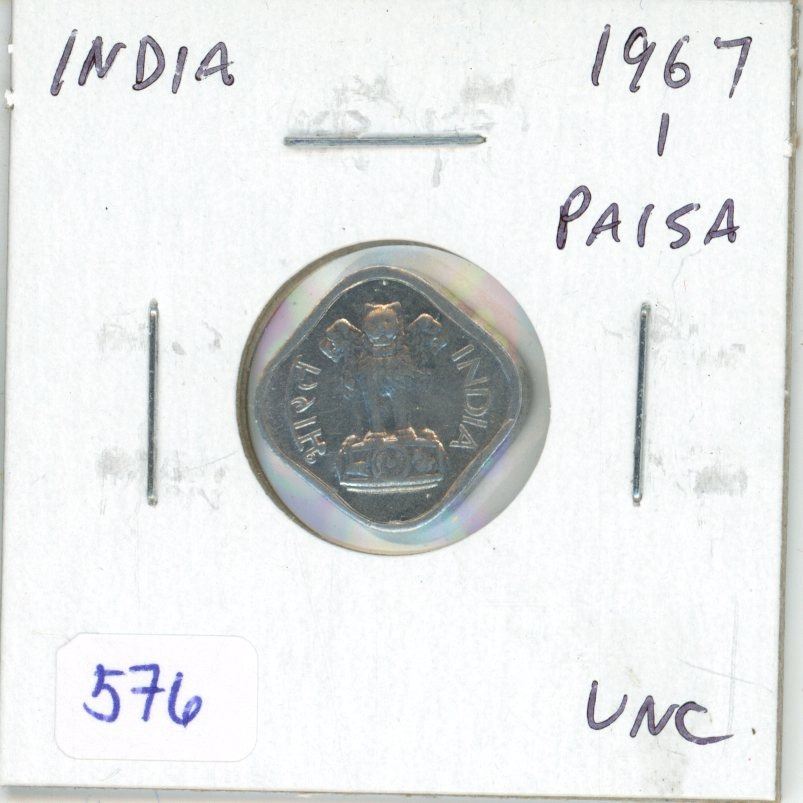 INDIA
1967
1
PAISA
भारत
INDIA
576
UNC